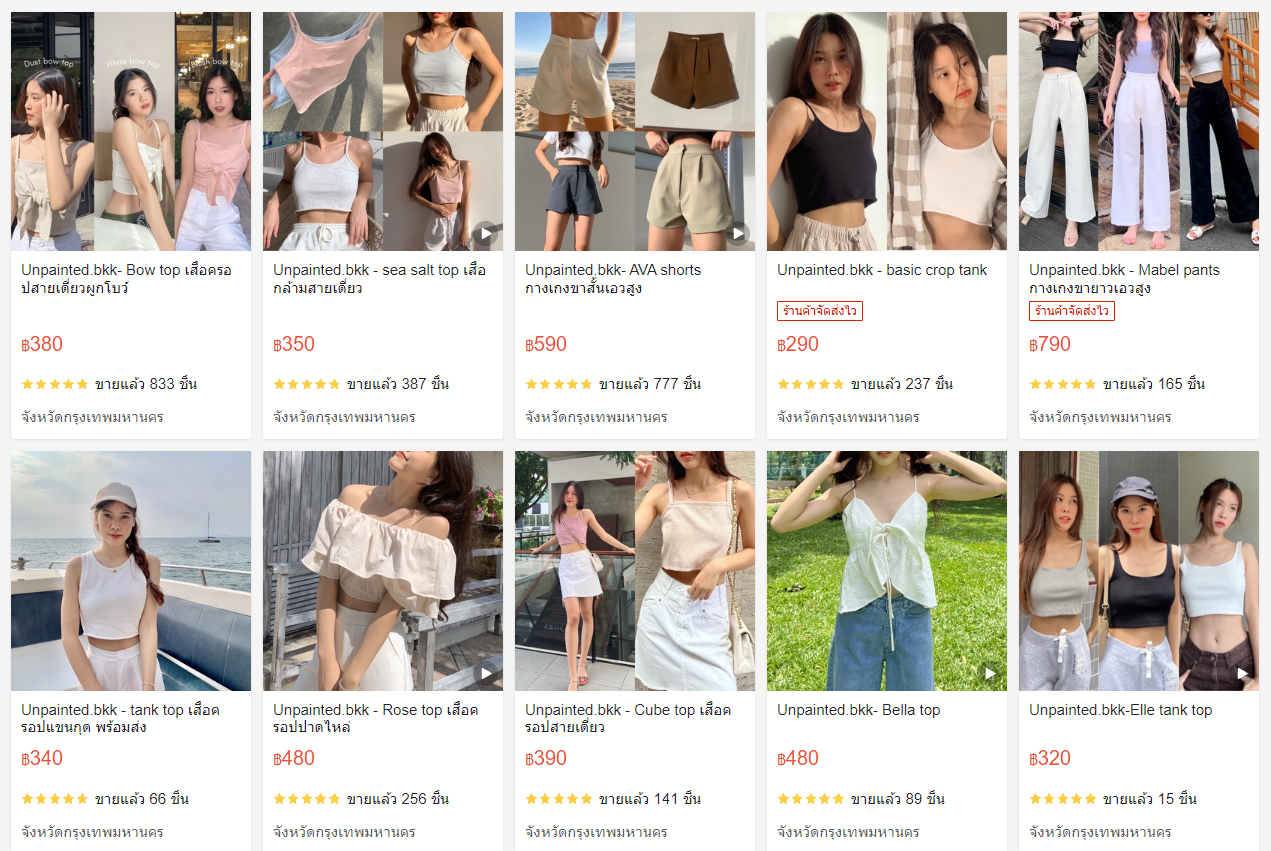 Dust bow top
White bow top
Unpainted.bkk- Bow top เสื้อครอ
ปสายเดี่ยวผูกโบว์
฿380
ขายแล้ว 833 ชิ้น
จังหวัดกรุงเทพมหานคร
Unpainted.bkk - sea salt top เสื้อ
กล้ามสายเดี่ยว
฿350
ขายแล้ว 387 ชิ้น
จังหวัดกรุงเทพมหานคร
Unpainted.bkk- AVA shorts
กางเกงขาสั้นเอวสูง
฿590
ขายแล้ว 777 ชิ้น
จังหวัดกรุงเทพมหานคร
Unpainted.bkk - basic crop tank
ร้านค้าจัดส่งไว
฿290
ขายแล้ว 237 ชิ้น
จังหวัดกรุงเทพมหานคร
Unpainted.bkk - Mabel pants
กางเกงขายาวเอวสูง
ร้านค้าจัดส่งไว
฿790
ขายแล้ว 165 ชิ้น
จังหวัดกรุงเทพมหานคร
Unpainted.bkk - tank top เสื้อค
รอปแขนกุด พร้อมส่ง
฿340
ขายแล้ว 66 ชิ้น
จังหวัดกรุงเทพมหานคร
Unpainted.bkk - Rose top เสื้อค
รอปปาดไหล่
฿480
ขายแล้ว 256 ชิ้น
จังหวัดกรุงเทพมหานคร
Unpainted.bkk - Cube top เสื้อค
รอปสายเดี่ยว
฿390
ขายแล้ว 141 ชิ้น
จังหวัดกรุงเทพมหานคร
Unpainted.bkk- Bella top
฿480
ขายแล้ว 89 ชิ้น
จังหวัดกรุงเทพมหานคร
Unpainted.bkk-Elle tank top
฿320
ขายแล้ว 15 ชิ้น
จังหวัดกรุงเทพมหานคร